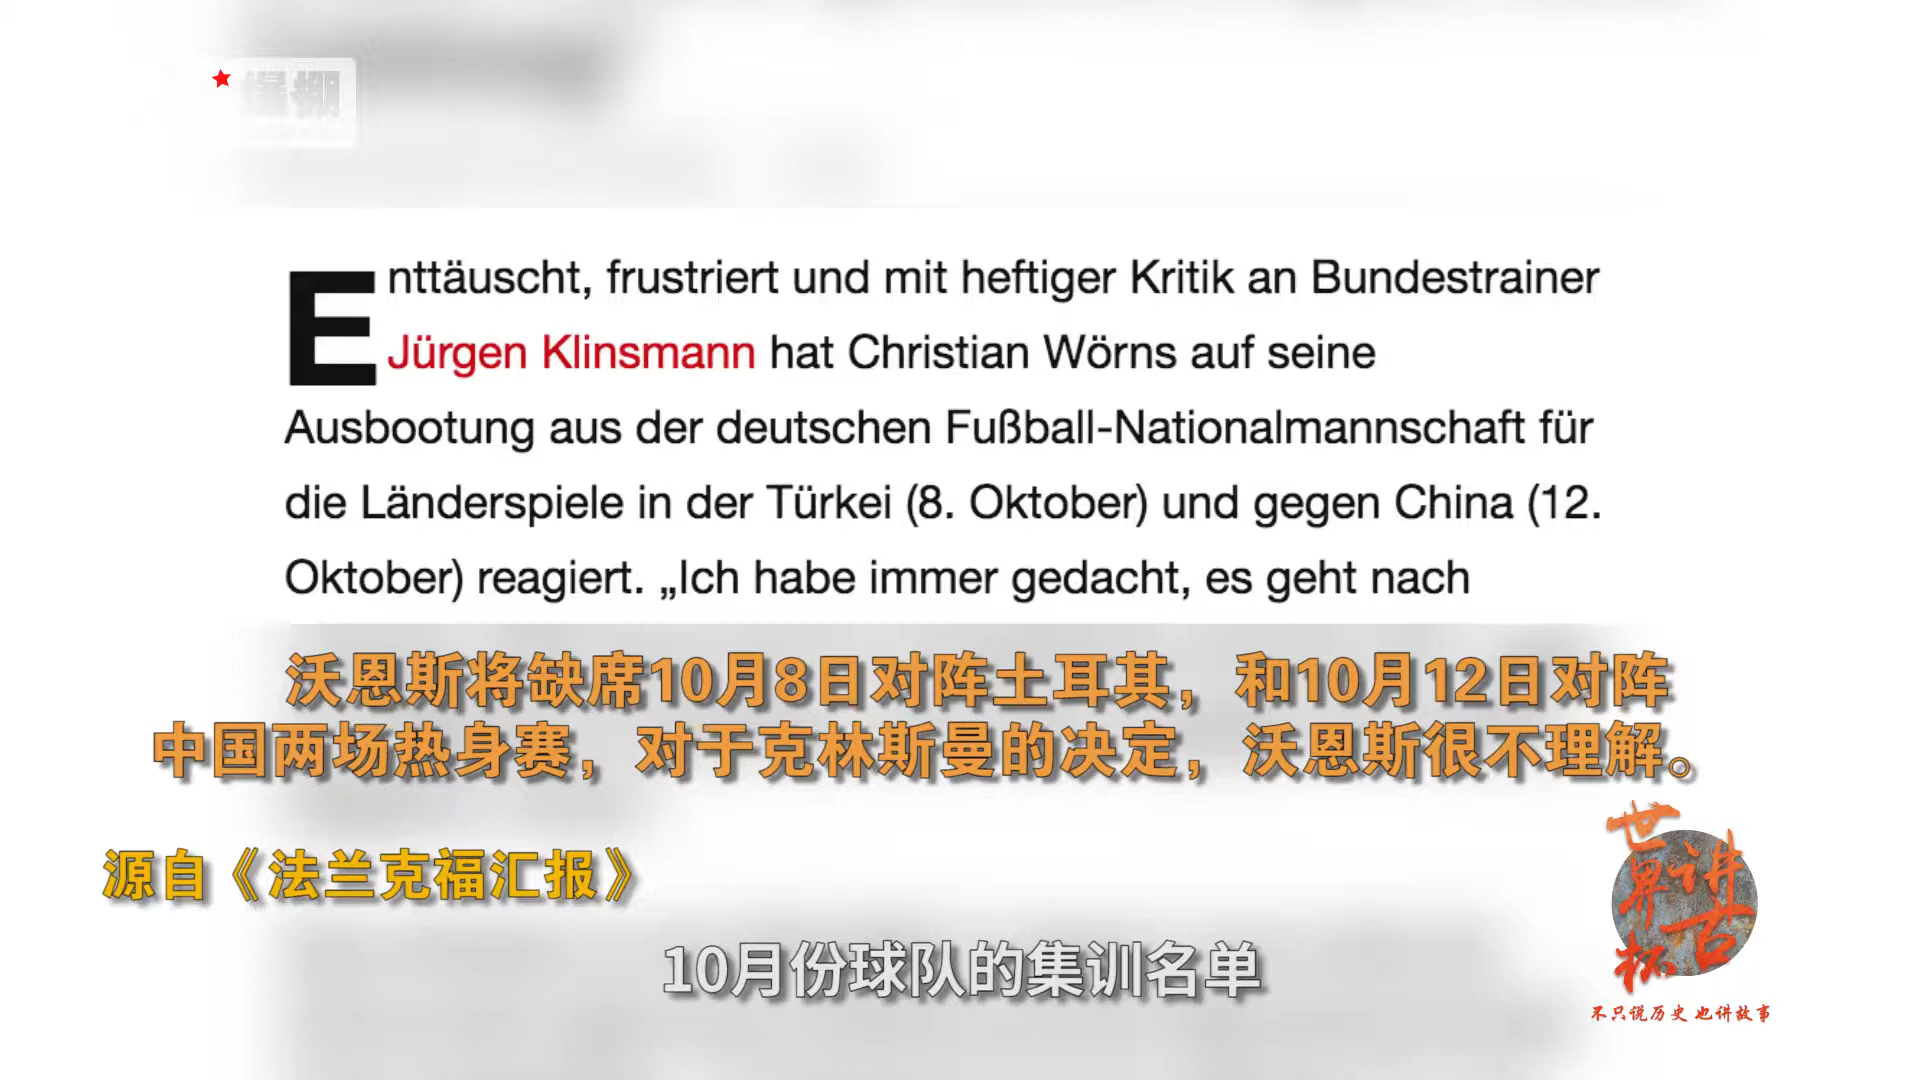 Enttäuscht, frustriert und mit heftiger Kritik an Bundestrainer
Jürgen Klinsmann hat Christian Wörns auf seine
Ausbootung aus der deutschen Fußball-Nationalmannschaft für
die Länderspiele in der Türkei (8. Oktober) und gegen China (12.
Oktober) reagiert. „Ich habe immer gedacht, es geht nach
沃恩斯将缺席10月8日对阵土耳其，和10月12日对阵
中国两场热身赛，对于克林斯曼的决定，沃恩斯很不理解。
源自《法兰克福汇报》
10月份球队的集训名单
世界杯
讲古
不只说历史 也讲故事